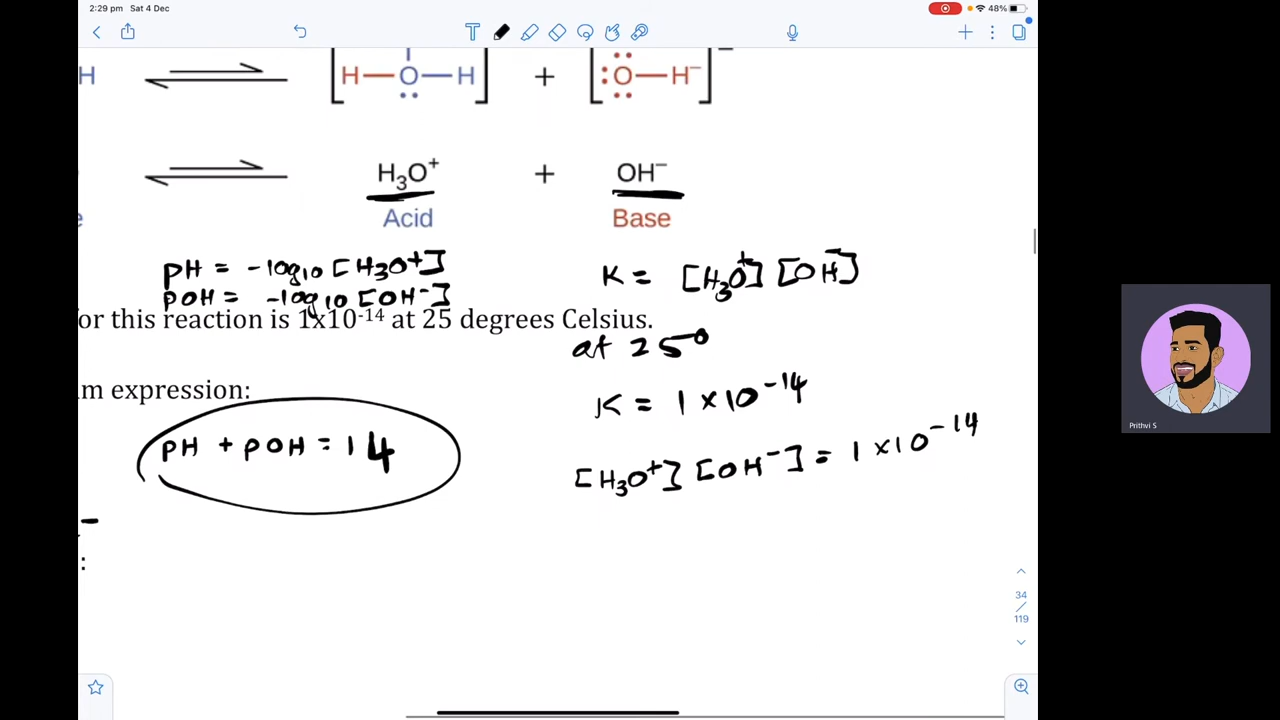 2:29 pm Sat 4 Dec
48%
T
H
[H—O—H]
+
[:O—H⁻]⁻
H₃O⁺ + OH⁻
Acid
Base
pH = -log₁₀ [H₃O⁺]
pOH = -log₁₀ [OH⁻]
K = [H₃O⁺] [OH⁻]
or this reaction is 1x10⁻¹⁴ at 25 degrees Celsius.
at 25°
m expression:
K = 1 × 10⁻¹⁴
pH + pOH = 14
[H₃O⁺] [OH⁻] = 1 × 10⁻¹⁴
:
34
/
119
Prithvi S